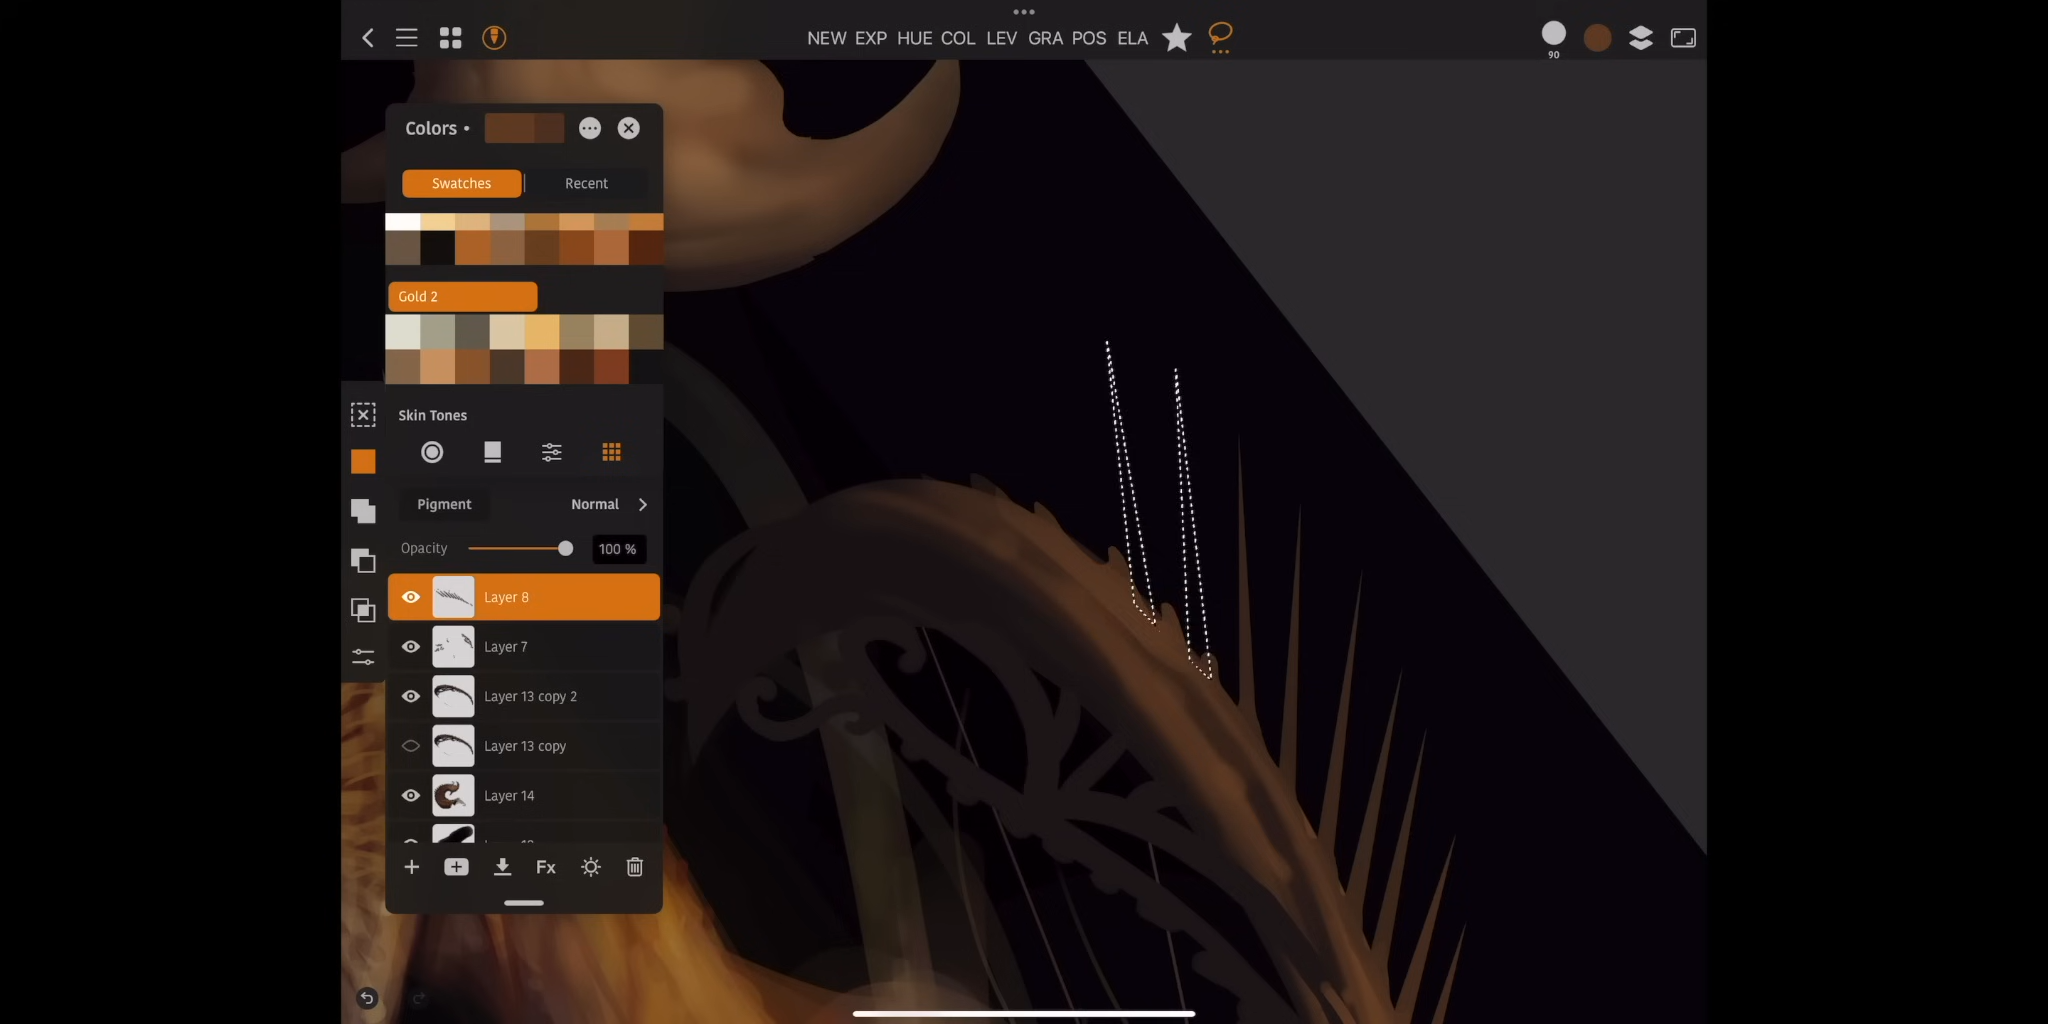 NEW EXP HUE COL LEV GRA POS ELA
90
Colors •
Swatches Recent
Gold 2
Skin Tones
Pigment Normal
Opacity 100 %
Layer 8
Layer 7
Layer 13 copy 2
Layer 13 copy
Layer 14
Fx